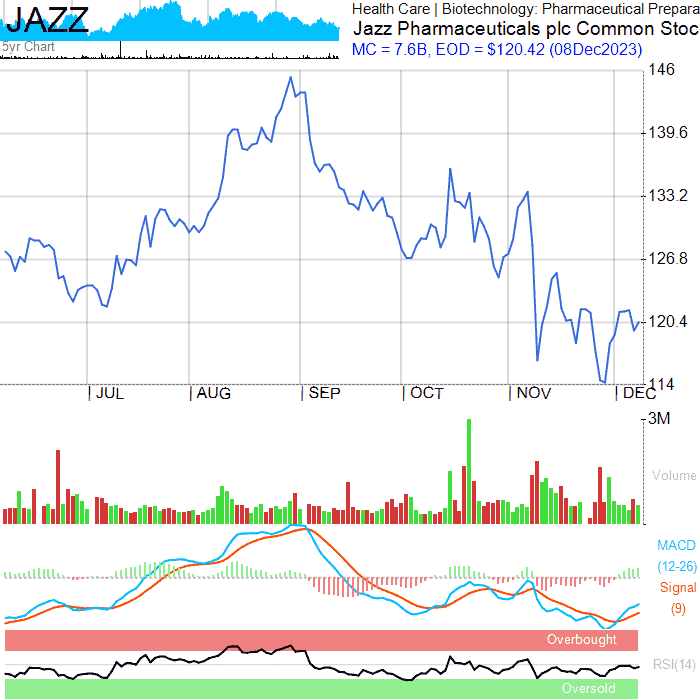 JAZZ
5yr Chart
Health Care | Biotechnology: Pharmaceutical Prepara
Jazz Pharmaceuticals plc Common Stoc
MC = 7.6B, EOD = $120.42 (08Dec2023)
146
139.6
133.2
126.8
120.4
114
JUL AUG SEP OCT NOV DEC
3M
Volume
MACD
(12-26)
Signal
(9)
Overbought
RSI(14)
Oversold